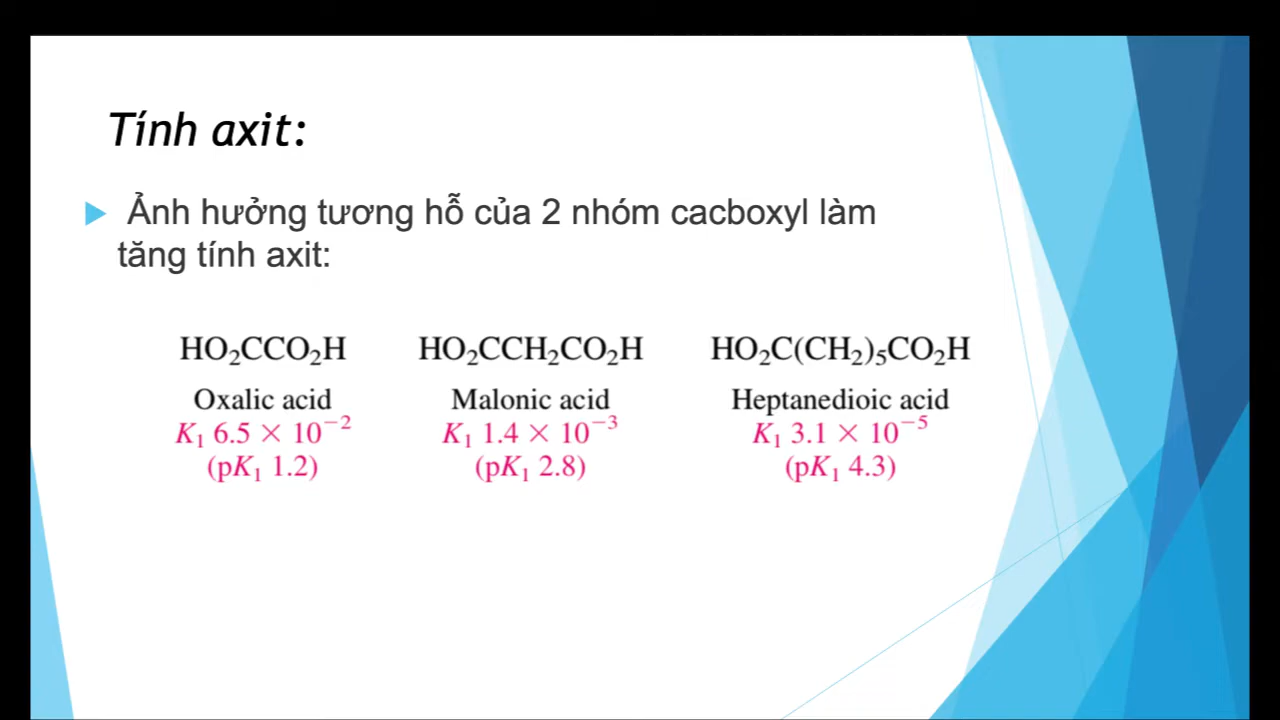 Tính axit:
Ảnh hưởng tương hỗ của 2 nhóm cacboxyl làm
tăng tính axit:
HO₂CCO₂H HO₂CCH₂CO₂H HO₂C(CH₂)₅CO₂H
Oxalic acid Malonic acid Heptanedioic acid
K₁ 6.5 × 10⁻² K₁ 1.4 × 10⁻³ K₁ 3.1 × 10⁻⁵
(pK₁ 1.2) (pK₁ 2.8) (pK₁ 4.3)